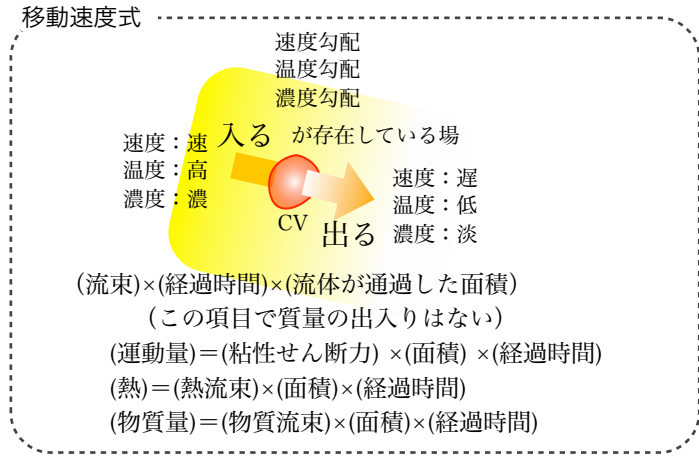 移動速度式
速度勾配
温度勾配
濃度勾配
入る が存在している場
速度：速
温度：高
濃度：濃
速度：遅
温度：低
濃度：淡
CV
出る
（流束)×(経過時間)×(流体が通過した面積）
（この項目で質量の出入りはない）
(運動量)＝(粘性せん断力) ×(面積) ×(経過時間)
(熱)＝(熱流束)×(面積)×(経過時間)
(物質量)＝(物質流束)×(面積)×(経過時間)